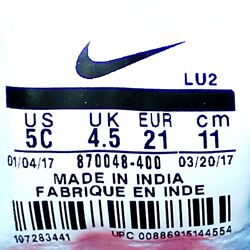 LU2
US UK EUR cm
5C 4.5 21 11
01/04/17 870048-400 03/20/17
MADE IN INDIA
FABRIQUE EN INDE
107283441 UPC 00886915144554